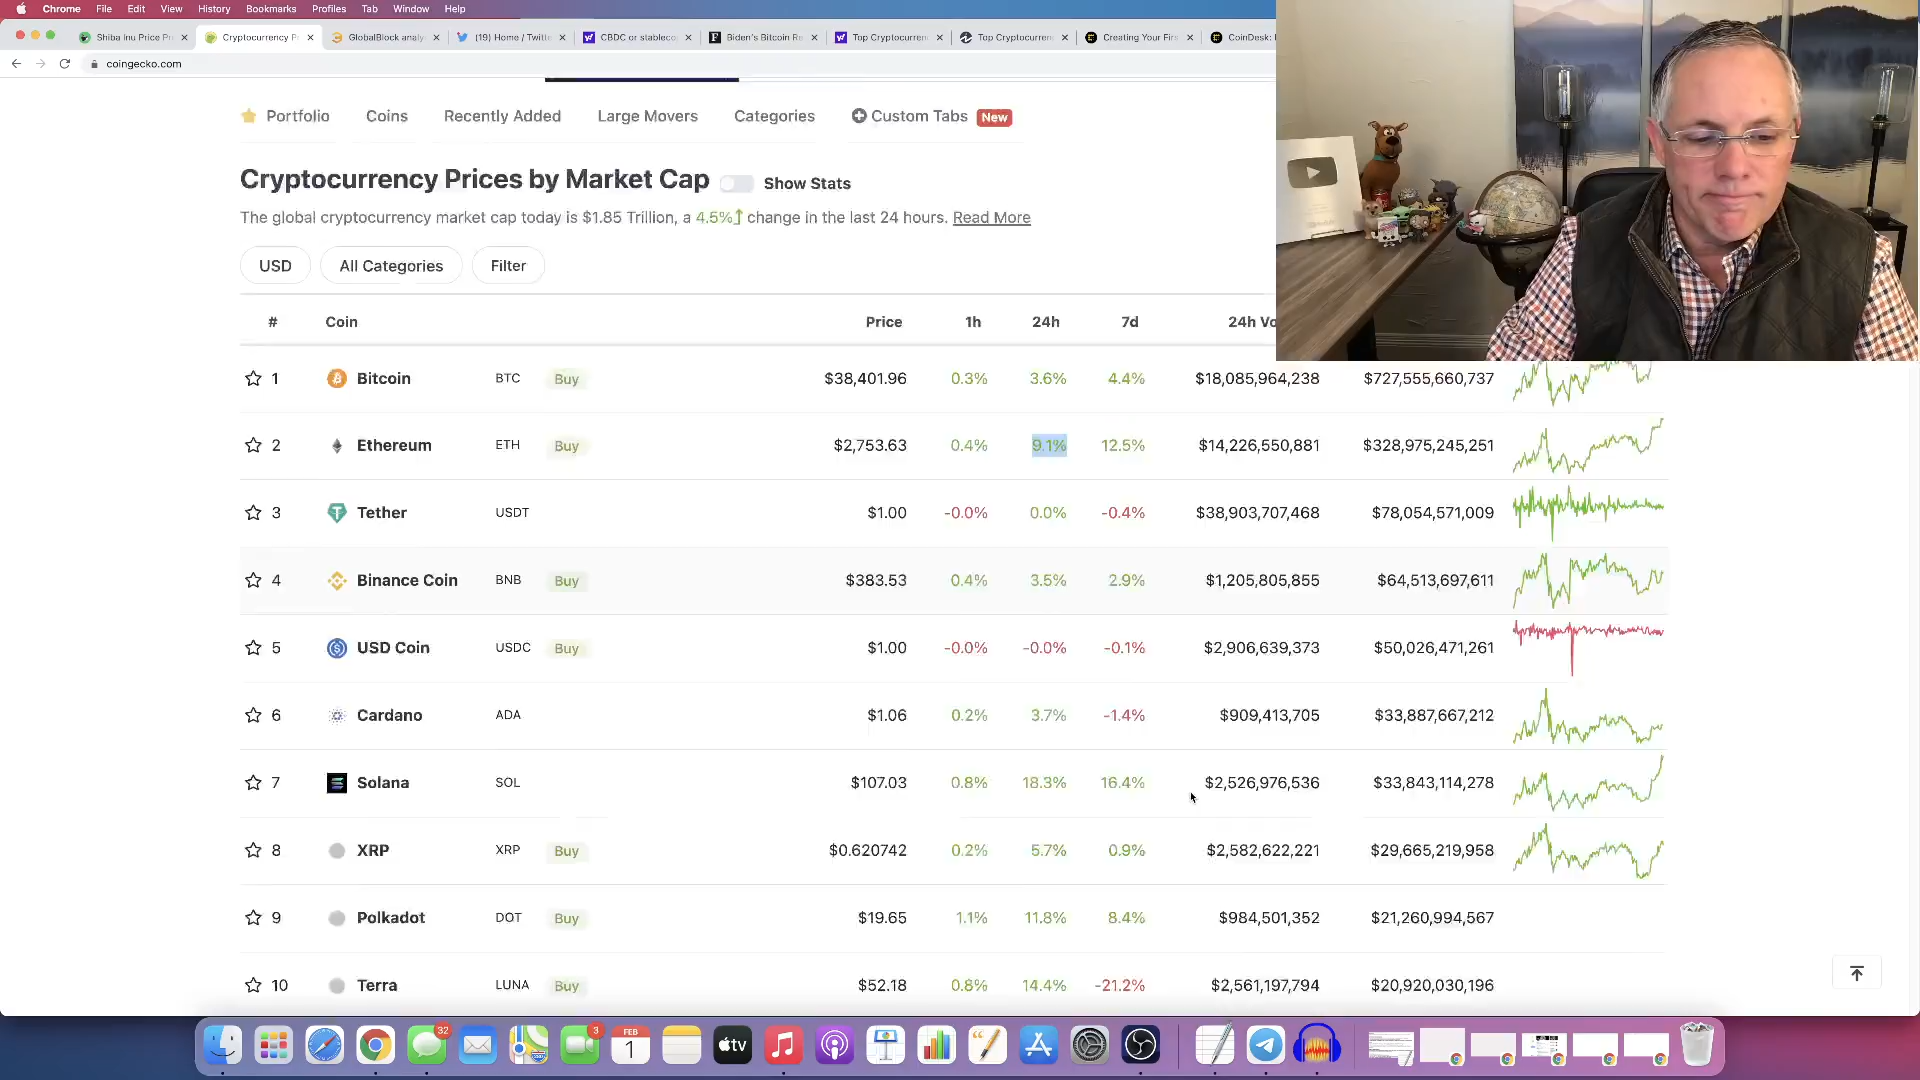 Chrome File Edit View History Bookmarks Profiles Tab Window Help
Shiba Inu Price Pr Cryptocurrency P GlobalBlock analy (19) Home / Twitte CBDC or stableco Biden's Bitcoin Re Top Cryptocurren Top Cryptocurren Creating Your Firs CoinDesk: B
coingecko.com
Portfolio Coins Recently Added Large Movers Categories Custom Tabs New
Cryptocurrency Prices by Market Cap Show Stats
The global cryptocurrency market cap today is $1.85 Trillion, a 4.5% change in the last 24 hours. Read More
USD All Categories Filter
# Coin Price 1h 24h 7d 24h Vo
1 Bitcoin BTC Buy $38,401.96 0.3% 3.6% 4.4% $18,085,964,238 $727,555,660,737
2 Ethereum ETH Buy $2,753.63 0.4% 9.1% 12.5% $14,226,550,881 $328,975,245,251
3 Tether USDT $1.00 -0.0% 0.0% -0.4% $38,903,707,468 $78,054,571,009
4 Binance Coin BNB Buy $383.53 0.4% 3.5% 2.9% $1,205,805,855 $64,513,697,611
5 USD Coin USDC Buy $1.00 -0.0% -0.0% -0.1% $2,906,639,373 $50,026,471,261
6 Cardano ADA $1.06 0.2% 3.7% -1.4% $909,413,705 $33,887,667,212
7 Solana SOL $107.03 0.8% 18.3% 16.4% $2,526,976,536 $33,843,114,278
8 XRP XRP Buy $0.620742 0.2% 5.7% 0.9% $2,582,622,221 $29,665,219,958
9 Polkadot DOT Buy $19.65 1.1% 11.8% 8.4% $984,501,352 $21,260,994,567
10 Terra LUNA Buy $52.18 0.8% 14.4% -21.2% $2,561,197,794 $20,920,030,196
32 3 FEB
1 tv